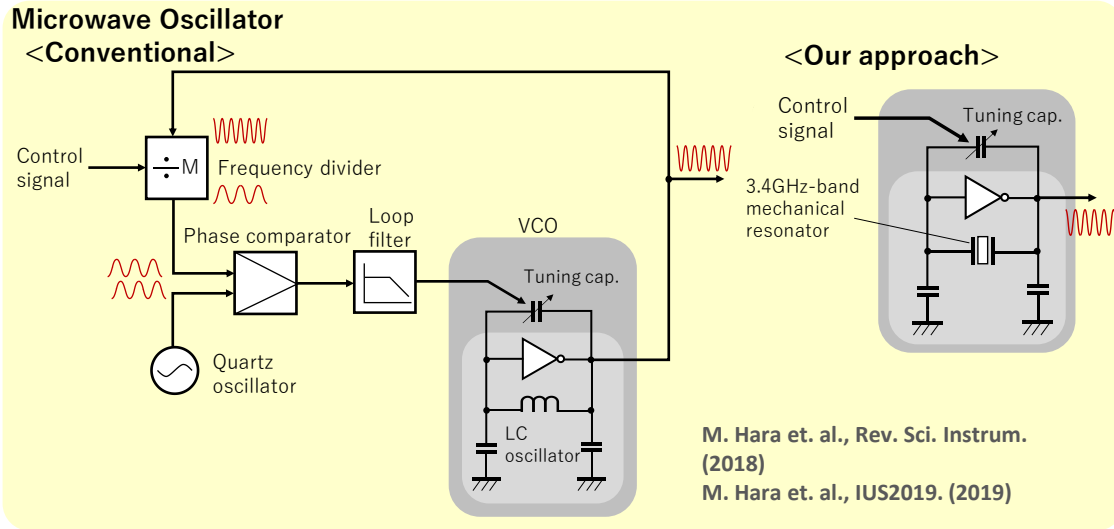 Microwave Oscillator
<Conventional>
Control
signal
÷M
Frequency divider
Phase comparator
Loop
filter
VCO
Tuning cap.
Quartz
oscillator
LC
oscillator
<Our approach>
Control
signal
Tuning cap.
3.4GHz-band
mechanical
resonator
M. Hara et. al., Rev. Sci. Instrum.
(2018)
M. Hara et. al., IUS2019. (2019)